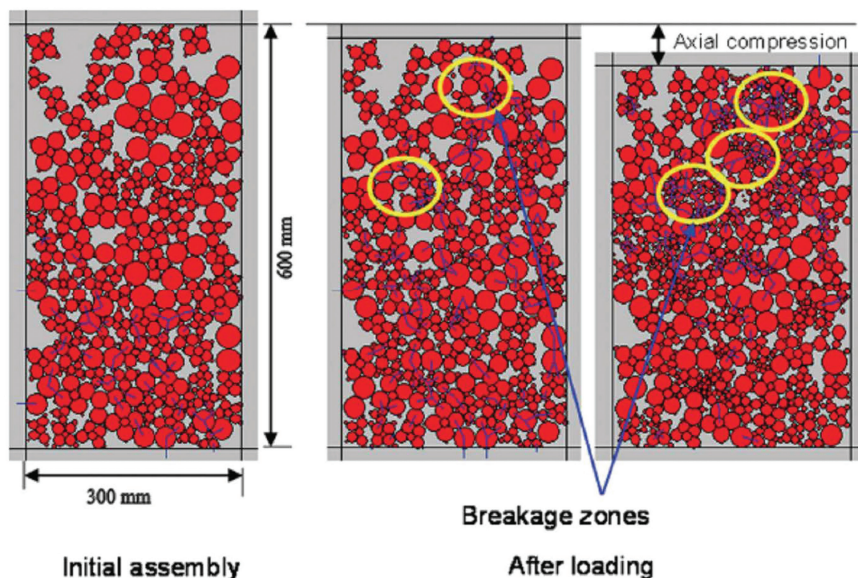 Axial compression
600 mm
300 mm
Breakage zones
Initial assembly
After loading